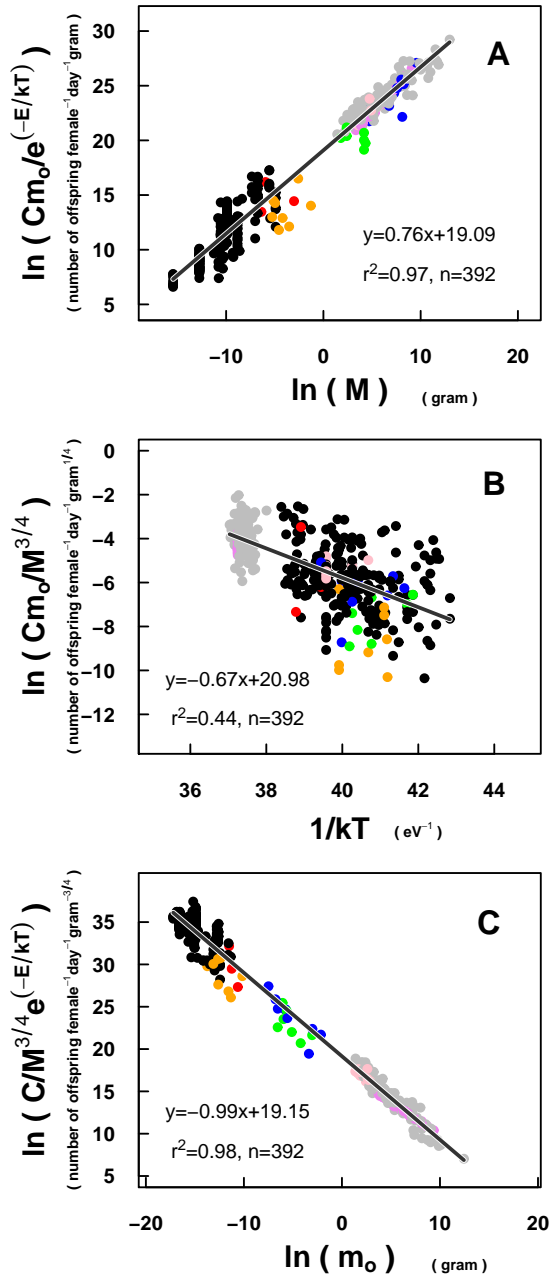 A
ln ( Cm₀/e^(−E/kT) )
( number of offspring female⁻¹day⁻¹gram )
30
25
20
15
10
5
y=0.76x+19.09
r²=0.97, n=392
−10 0 10 20
ln ( M ) ( gram )
B
ln ( Cm₀/M^3/4 )
( number of offspring female⁻¹day⁻¹gram^1/4 )
0
−2
−4
−6
−8
−10
−12
y=−0.67x+20.98
r²=0.44, n=392
36 38 40 42 44
1/kT ( eV⁻¹ )
C
ln ( C/M^3/4 e^(−E/kT) )
( number of offspring female⁻¹day⁻¹gram^−3/4 )
35
30
25
20
15
10
5
y=−0.99x+19.15
r²=0.98, n=392
−20 −10 0 10
ln ( m₀ ) ( gram )